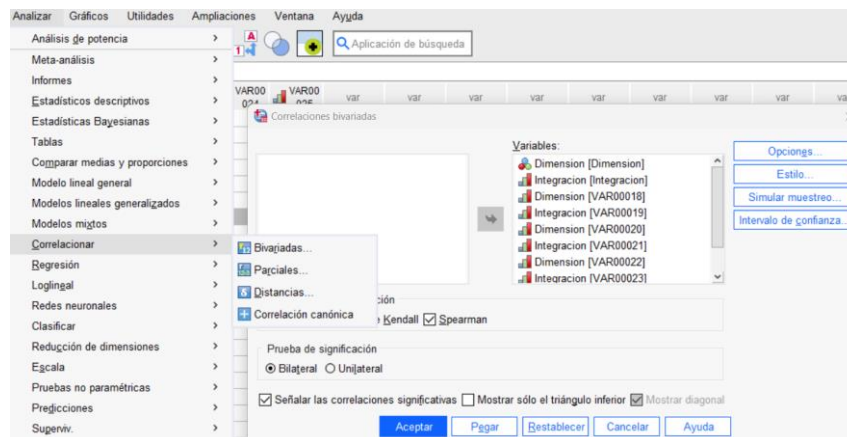 Analizar Gráficos Utilidades Ampliaciones Ventana Ayuda
Análisis de potencia
Meta-análisis
Informes
Estadísticos descriptivos
Estadísticas Bayesianas
Tablas
Comparar medias y proporciones
Modelo lineal general
Modelos lineales generalizados
Modelos mixtos
Correlacionar
Regresión
Loglineal
Redes neuronales
Clasificar
Reducción de dimensiones
Escala
Pruebas no paramétricas
Predicciones
Superviv.
Bivariadas...
Parciales...
Distancias...
Correlación canónica
A
1
Aplicación de búsqueda
VAR00 VAR00
var var var var var var var var
Correlaciones bivariadas
Variables:
Dimension [Dimension]
Integracion [Integracion]
Dimension [VAR00018]
Integracion [VAR00019]
Dimension [VAR00020]
Integracion [VAR00021]
Dimension [VAR00022]
Integracion [VAR00023]
Opciones...
Estilo...
Simular muestreo...
Intervalo de confianza...
ción
Kendall Spearman
Prueba de significación
Bilateral Unilateral
Señalar las correlaciones significativas Mostrar sólo el triángulo inferior Mostrar diagonal
Aceptar Pegar Restablecer Cancelar Ayuda